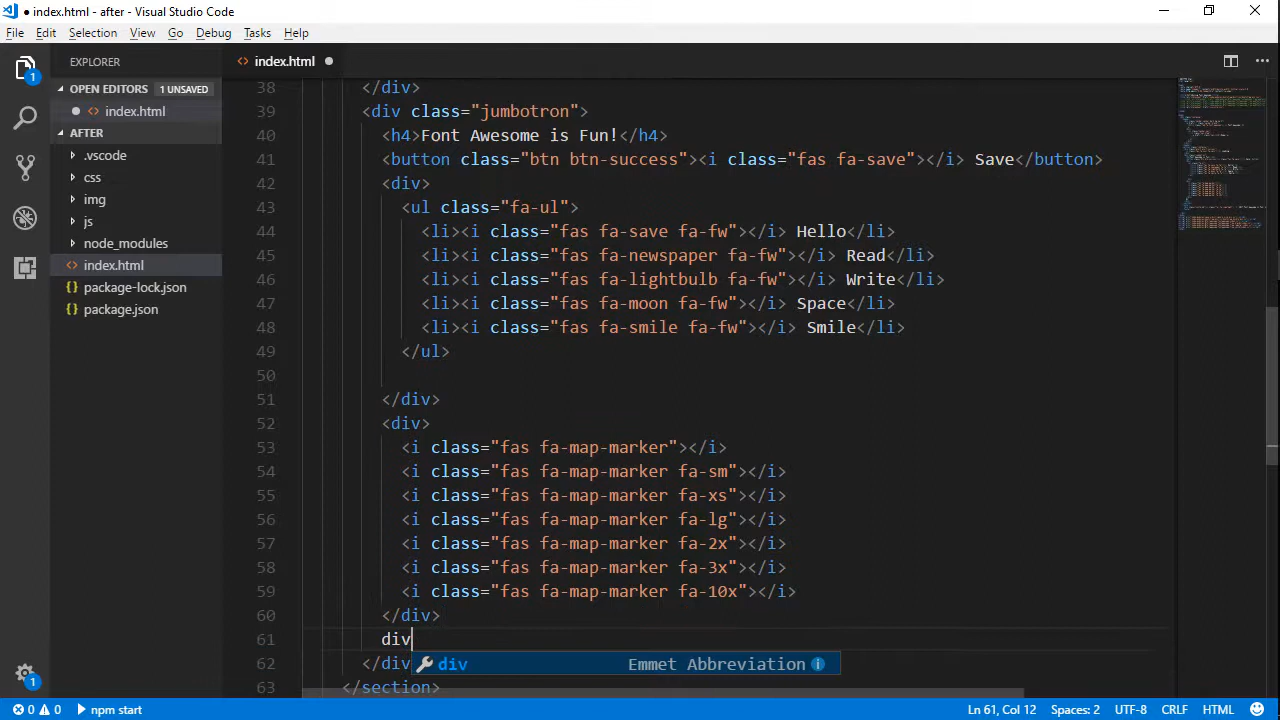 ● index.html - after - Visual Studio Code
File Edit Selection View Go Debug Tasks Help
1
1
EXPLORER
OPEN EDITORS 1 UNSAVED
● index.html
AFTER
.vscode
css
img
js
node_modules
<> index.html
{} package-lock.json
{} package.json
<> index.html ●
38 </div>
39 <div class="jumbotron">
40 <h4>Font Awesome is Fun!</h4>
41 <button class="btn btn-success"><i class="fas fa-save"></i> Save</button>
42 <div>
43 <ul class="fa-ul">
44 <li><i class="fas fa-save fa-fw"></i> Hello</li>
45 <li><i class="fas fa-newspaper fa-fw"></i> Read</li>
46 <li><i class="fas fa-lightbulb fa-fw"></i> Write</li>
47 <li><i class="fas fa-moon fa-fw"></i> Space</li>
48 <li><i class="fas fa-smile fa-fw"></i> Smile</li>
49 </ul>
50
51 </div>
52 <div>
53 <i class="fas fa-map-marker"></i>
54 <i class="fas fa-map-marker fa-sm"></i>
55 <i class="fas fa-map-marker fa-xs"></i>
56 <i class="fas fa-map-marker fa-lg"></i>
57 <i class="fas fa-map-marker fa-2x"></i>
58 <i class="fas fa-map-marker fa-3x"></i>
59 <i class="fas fa-map-marker fa-10x"></i>
60 </div>
61 div
div Emmet Abbreviation
62 </div
63 </section>
0 0 npm start Ln 61, Col 12 Spaces: 2 UTF-8 CRLF HTML